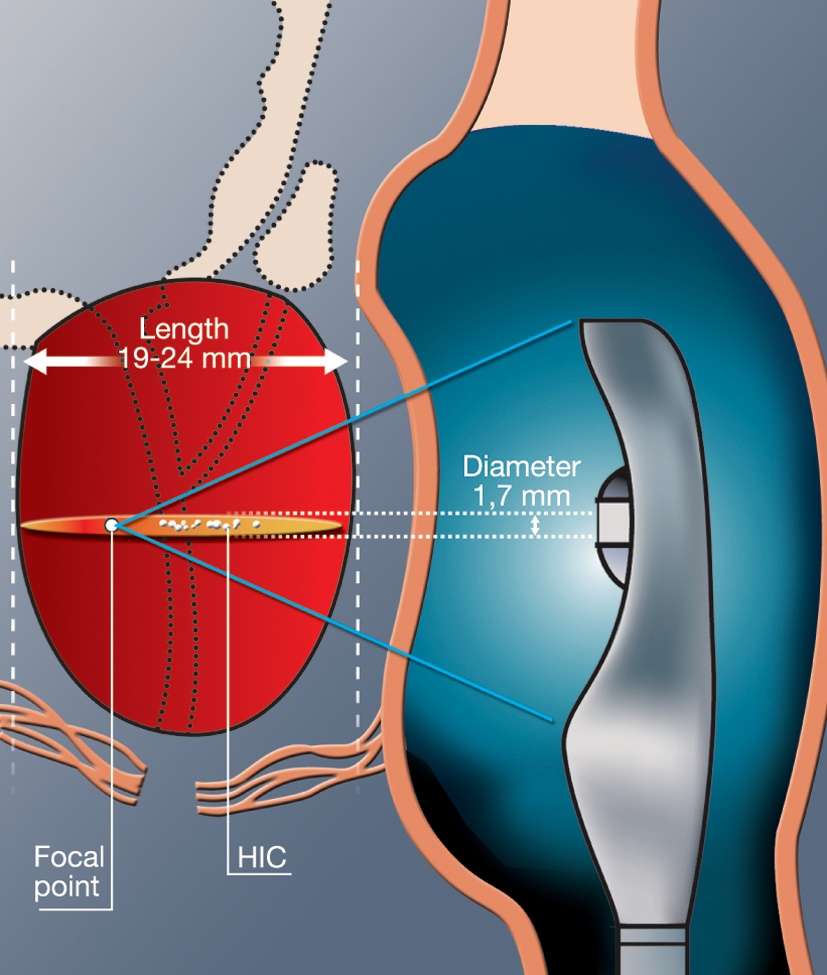 Length
19-24 mm
Diameter
1,7 mm
Focal
point
HIC